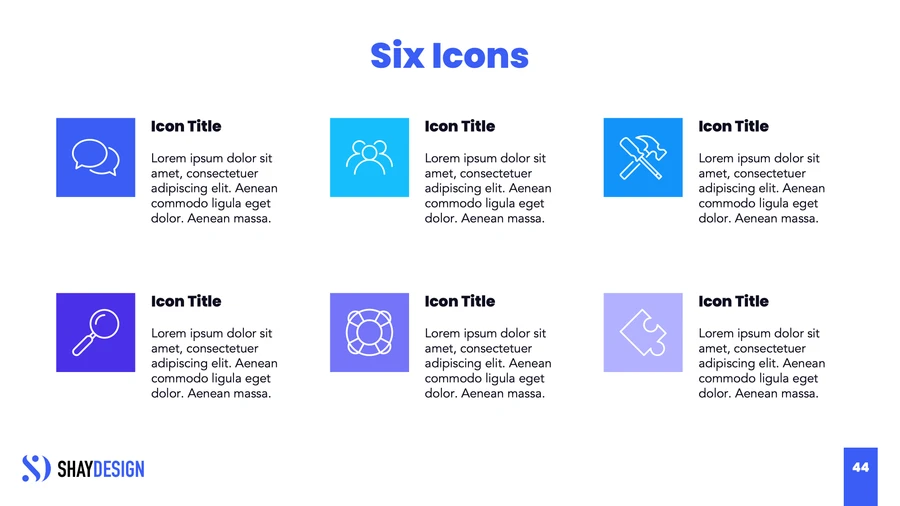 Six Icons
Icon Title
Lorem ipsum dolor sit
amet, consectetuer
adipiscing elit. Aenean
commodo ligula eget
dolor. Aenean massa.
Icon Title
Lorem ipsum dolor sit
amet, consectetuer
adipiscing elit. Aenean
commodo ligula eget
dolor. Aenean massa.
Icon Title
Lorem ipsum dolor sit
amet, consectetuer
adipiscing elit. Aenean
commodo ligula eget
dolor. Aenean massa.
Icon Title
Lorem ipsum dolor sit
amet, consectetuer
adipiscing elit. Aenean
commodo ligula eget
dolor. Aenean massa.
Icon Title
Lorem ipsum dolor sit
amet, consectetuer
adipiscing elit. Aenean
commodo ligula eget
dolor. Aenean massa.
Icon Title
Lorem ipsum dolor sit
amet, consectetuer
adipiscing elit. Aenean
commodo ligula eget
dolor. Aenean massa.
SHAYDESIGN
44